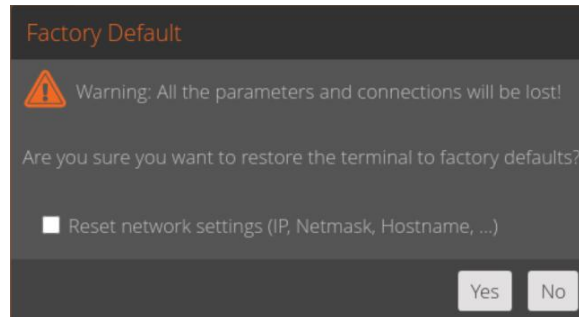 Factory Default
Warning: All the parameters and connections will be lost!
Are you sure you want to restore the terminal to factory defaults?
Reset network settings (IP, Netmask, Hostname, ...)
Yes No